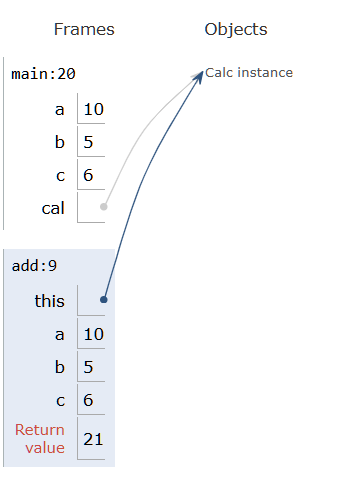 Frames Objects
main:20 Calc instance
a 10
b 5
c 6
cal
add:9
this
a 10
b 5
c 6
Return
value 21